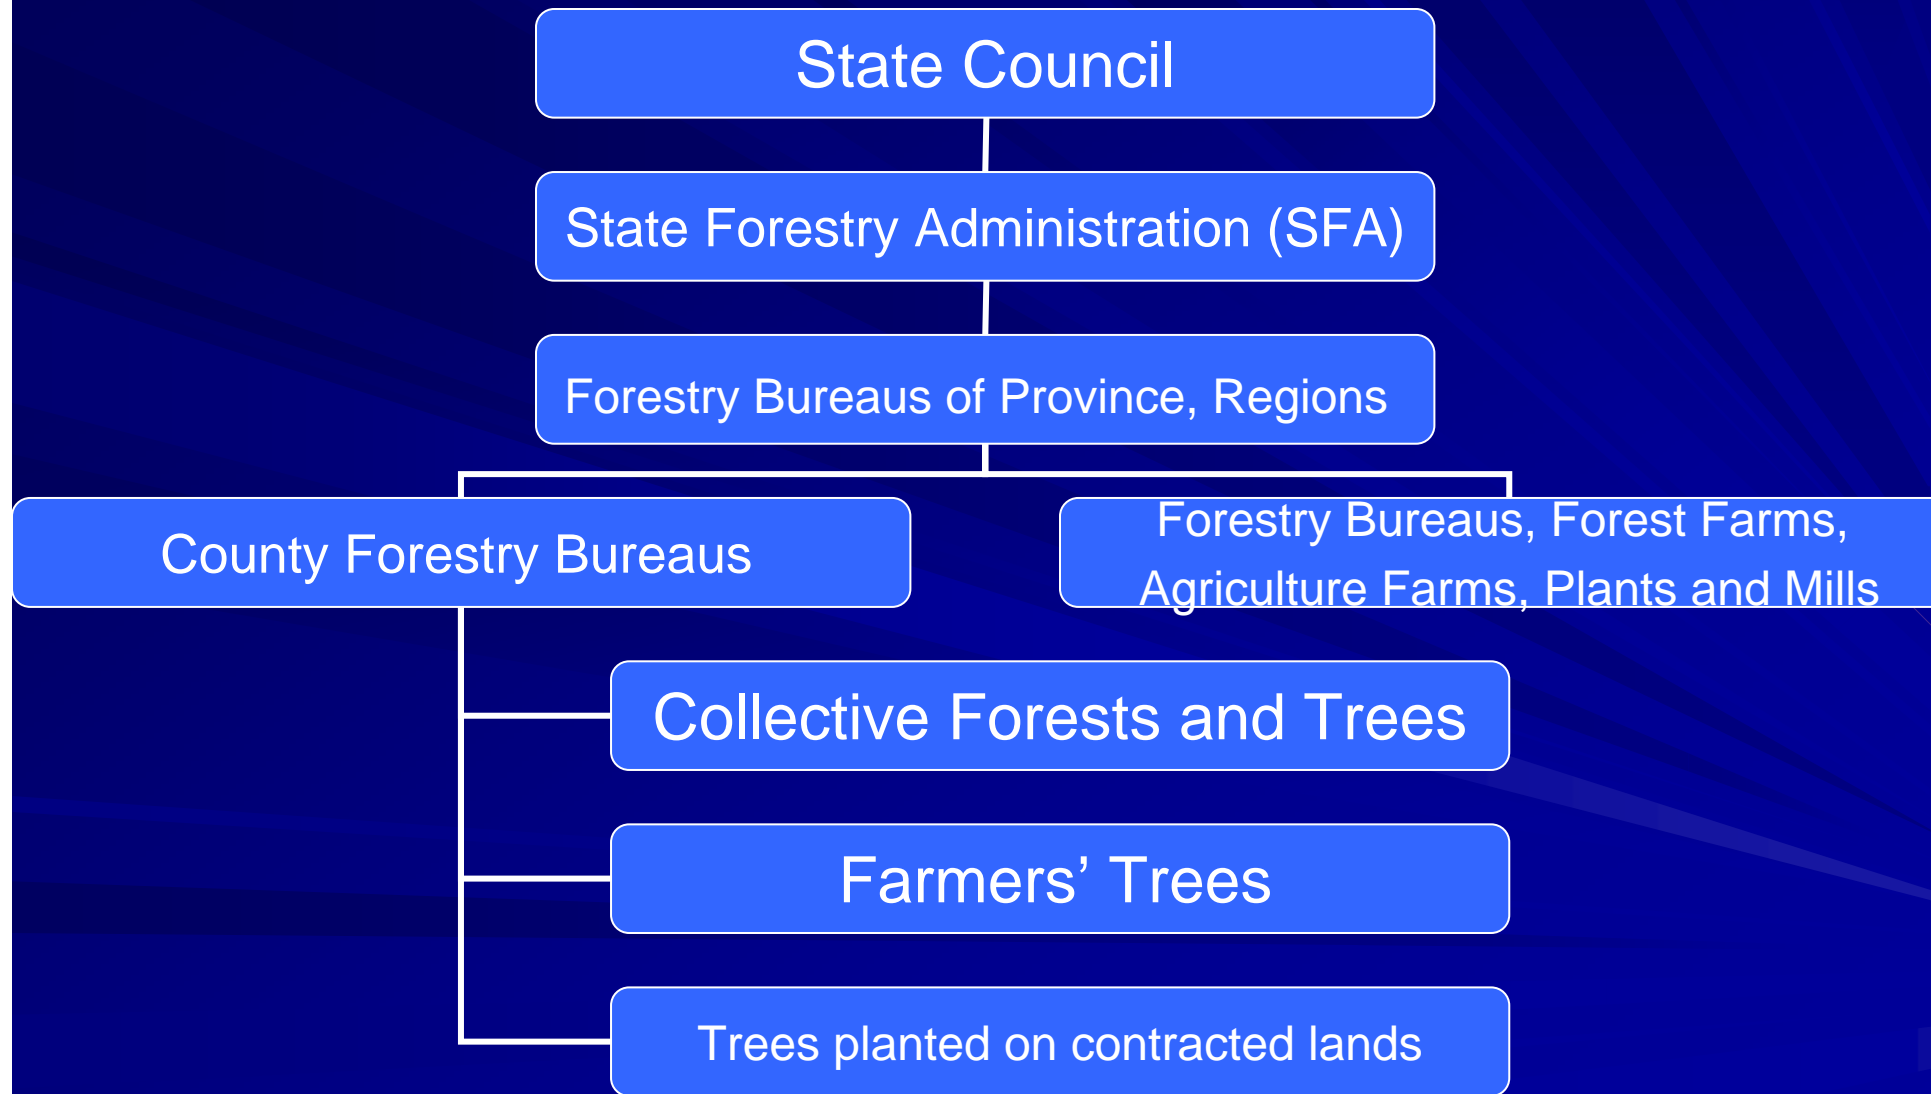 State Council
State Forestry Administration (SFA)
Forestry Bureaus of Province, Regions
County Forestry Bureaus
Forestry Bureaus, Forest Farms,
Agriculture Farms, Plants and Mills
Collective Forests and Trees
Farmers’ Trees
Trees planted on contracted lands